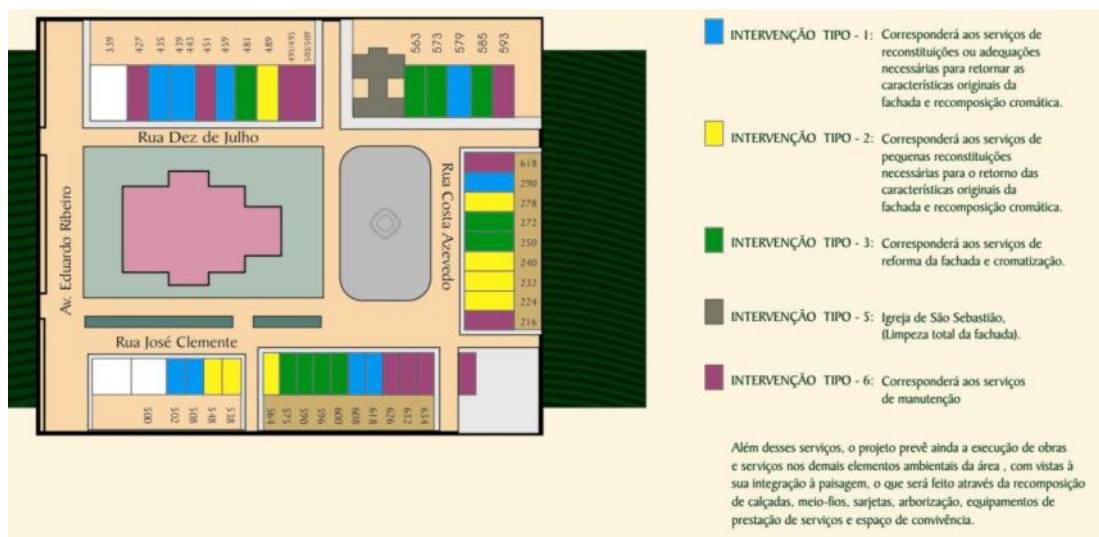 339
427
435
439
443
451
459
481
489
491/495
503/509
563
573
579
585
593
Rua Dez de Julho
Av. Eduardo Ribeiro
Rua Costa Azevedo
618
290
278
272
250
240
232
224
216
Rua José Clemente
500
502
508
548
538
564
575
590
596
600
608
618
626
632
634
INTERVENÇÃO TIPO - 1: Corresponderá aos serviços de
reconstituições ou adequações
necessárias para retornar as
características originais da
fachada e recomposição cromática.
INTERVENÇÃO TIPO - 2: Corresponderá aos serviços de
pequenas reconstituições
necessárias para o retorno das
características originais da
fachada e recomposição cromática.
INTERVENÇÃO TIPO - 3: Corresponderá aos serviços de
reforma da fachada e cromatização.
INTERVENÇÃO TIPO - 5: Igreja de São Sebastião,
(Limpeza total da fachada).
INTERVENÇÃO TIPO - 6: Corresponderá aos serviços
de manutenção
Além desses serviços, o projeto prevê ainda a execução de obras
e serviços nos demais elementos ambientais da área , com vistas à
sua integração à paisagem, o que será feito através da recomposição
de calçadas, meio-fios, sarjetas, arborização, equipamentos de
prestação de serviços e espaço de convivência.